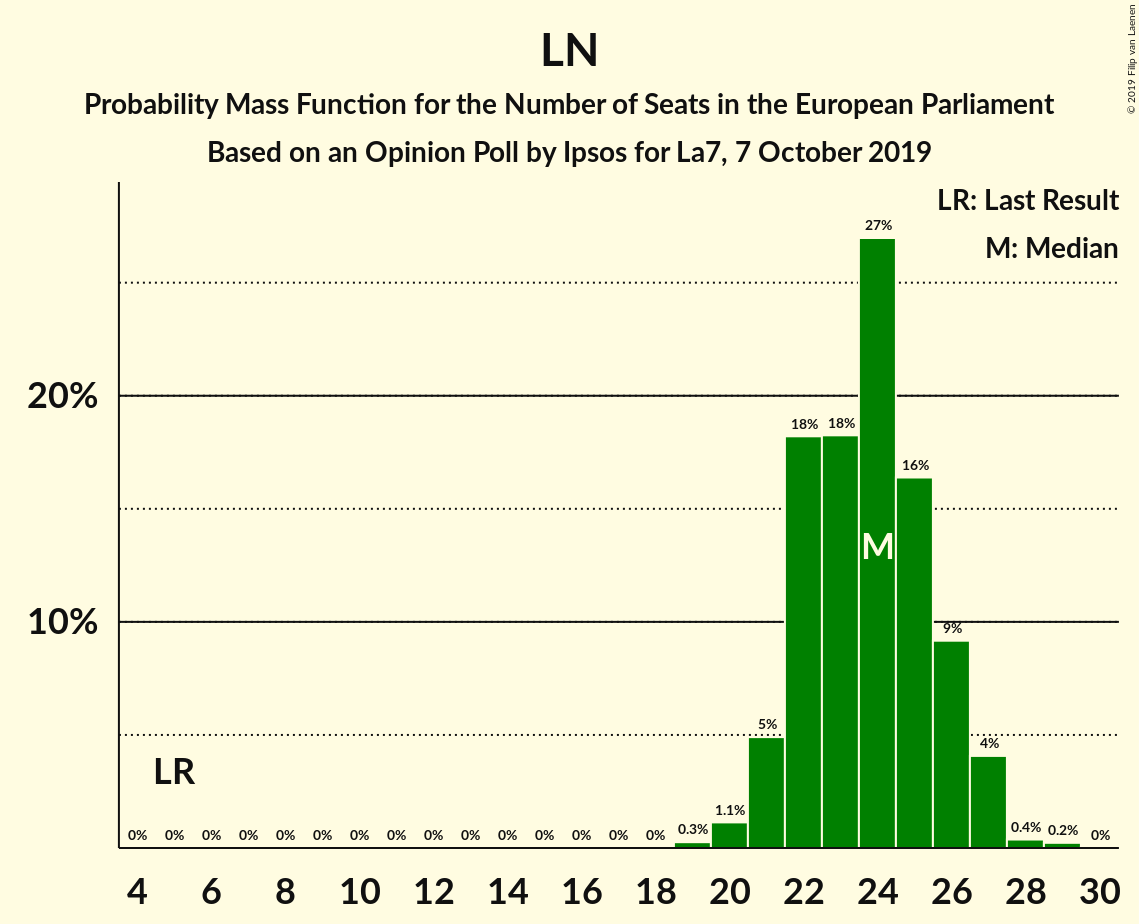 LN
Probability Mass Function for the Number of Seats in the European Parliament
Based on an Opinion Poll by Ipsos for La7, 7 October 2019
© 2019 Filip van Laenen
LR: Last Result
M: Median
27%
20%
18% 18%
16%
M
10%
9%
5%
4%
LR
0% 0% 0% 0% 0% 0% 0% 0% 0% 0% 0% 0% 0% 0% 0% 0.3% 1.1% 0.4% 0.2% 0%
4 6 8 10 12 14 16 18 20 22 24 26 28 30